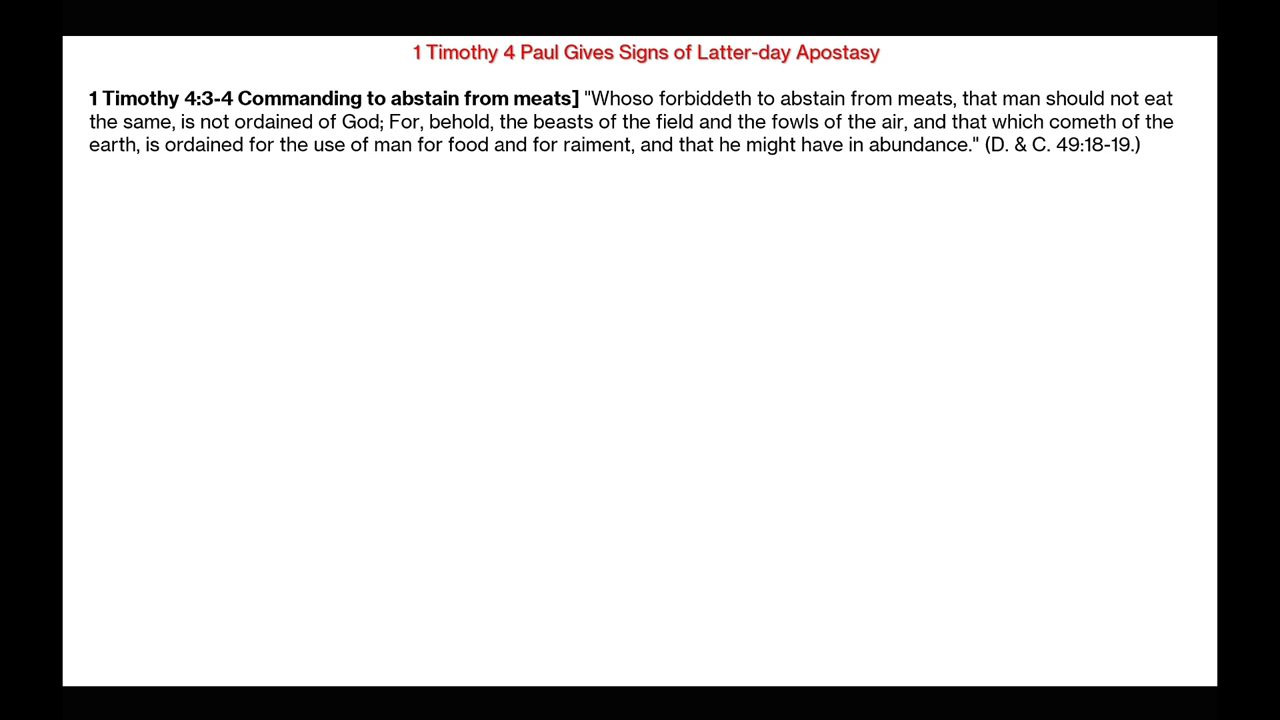 1 Timothy 4 Paul Gives Signs of Latter-day Apostasy
1 Timothy 4:3-4 Commanding to abstain from meats] "Whoso forbiddeth to abstain from meats, that man should not eat
the same, is not ordained of God; For, behold, the beasts of the field and the fowls of the air, and that which cometh of the
earth, is ordained for the use of man for food and for raiment, and that he might have in abundance." (D. & C. 49:18-19.)